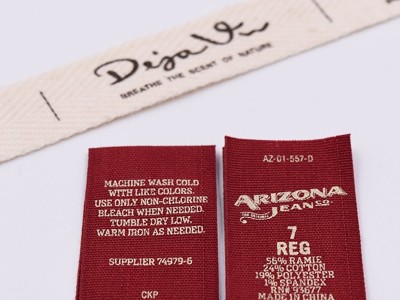 Deja Vu
BREATHE THE SCENT OF NATURE
MACHINE WASH COLD
WITH LIKE COLORS.
USE ONLY NON-CHLORINE
BLEACH WHEN NEEDED.
TUMBLE DRY LOW.
WARM IRON AS NEEDED.
SUPPLIER 74979-6
CKP
AZ-01-557-D
ARIZONA
JEAN CO.
7
REG
56% RAMIE
24% COTTON
19% POLYESTER
1% SPANDEX
RN# 93677
MADE IN CHINA